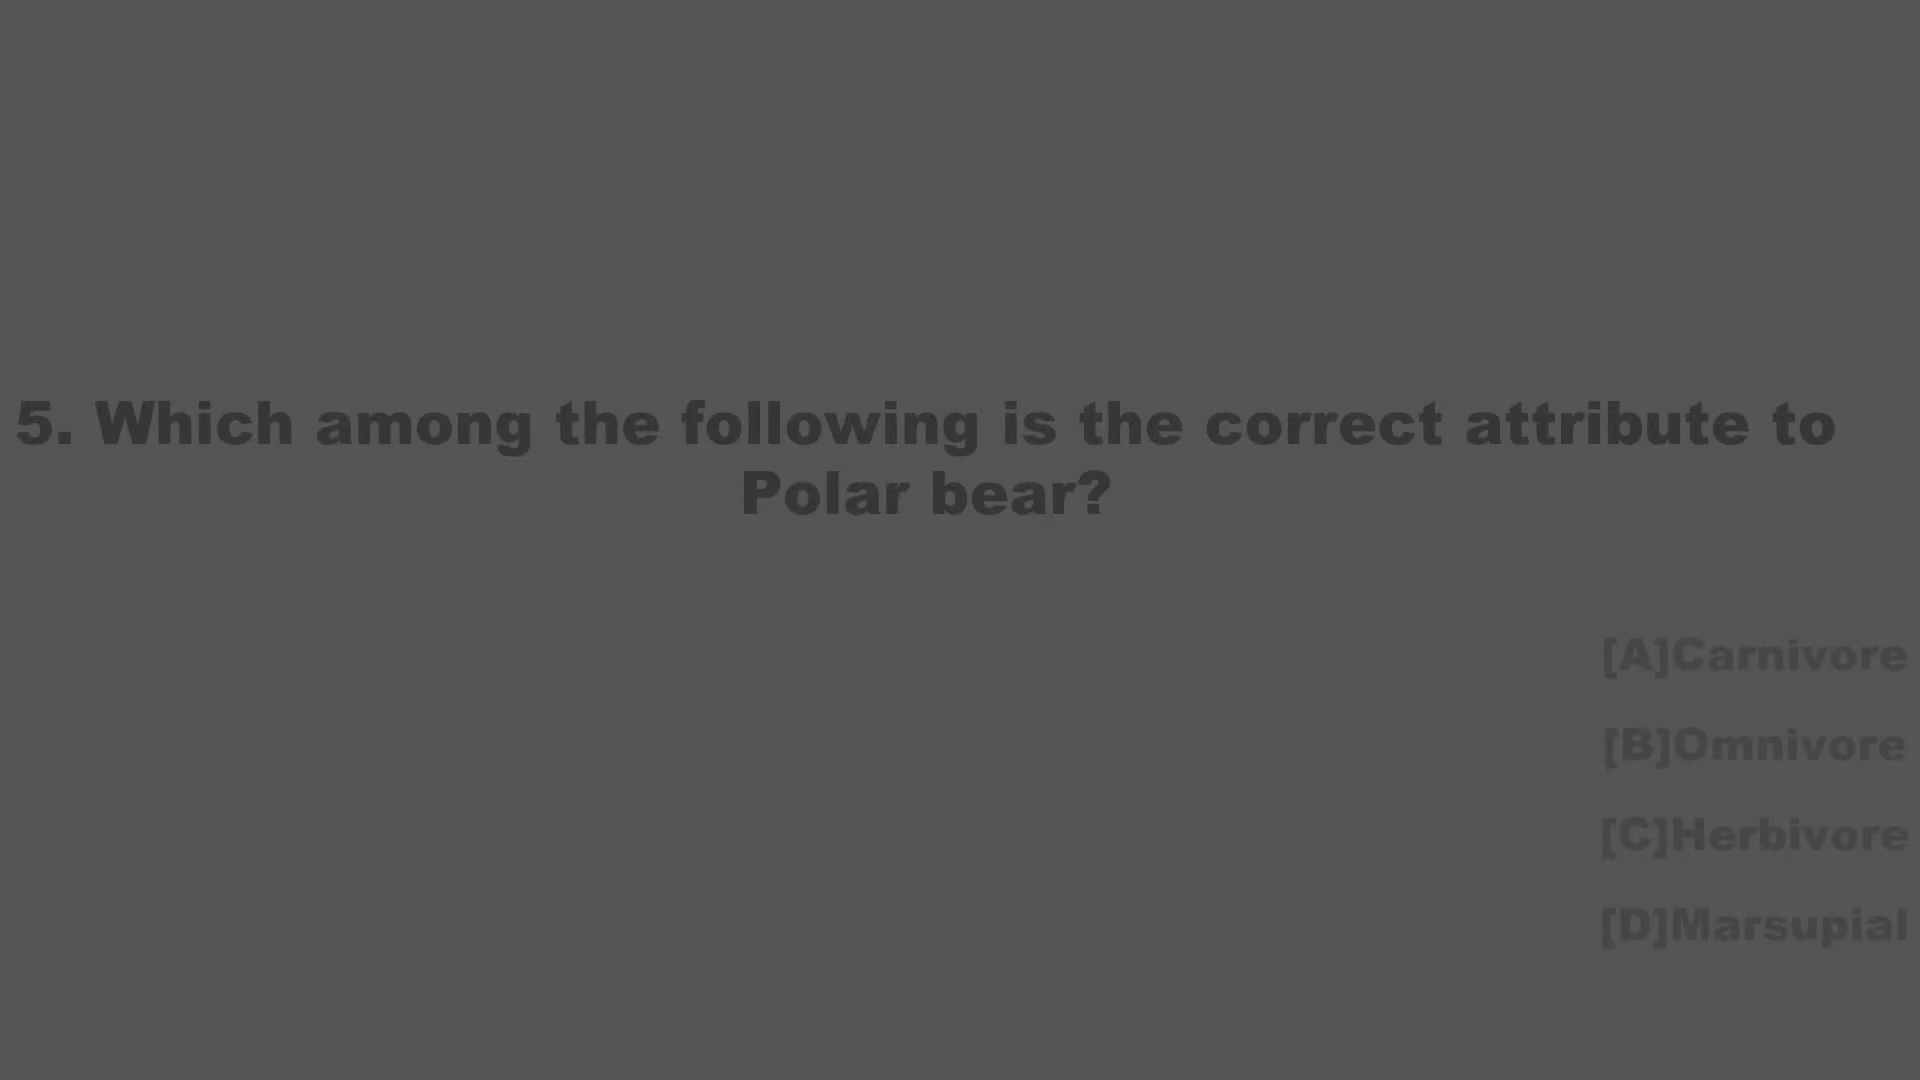 5. Which among the following is the correct attribute to
Polar bear?
[A]Carnivore
[B]Omnivore
[C]Herbivore
[D]Marsupial